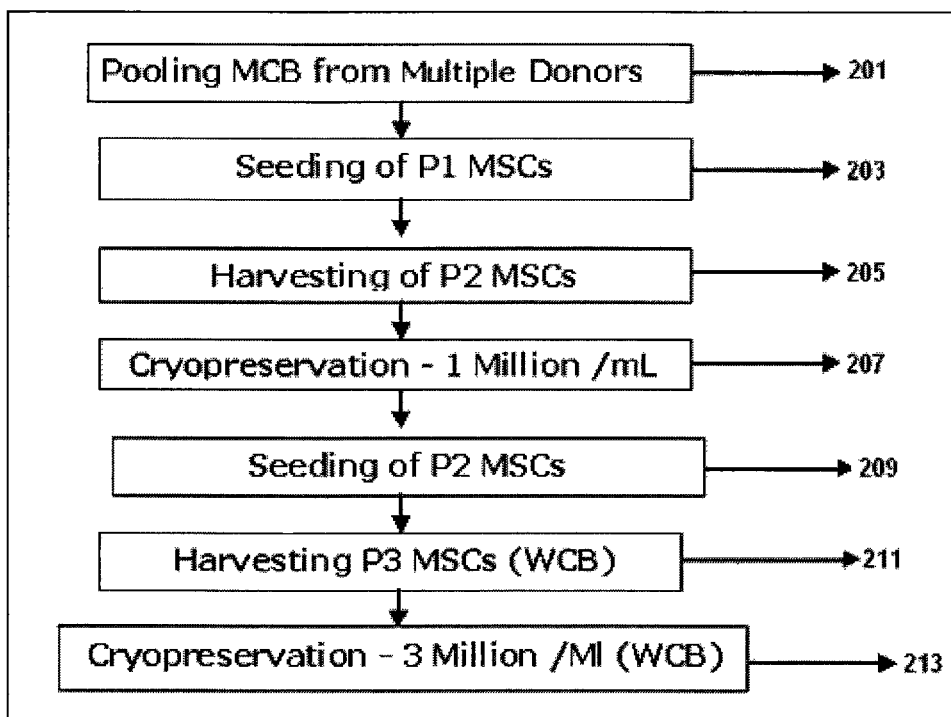 Pooling MCB from Multiple Donors 201
Seeding of P1 MSCs 203
Harvesting of P2 MSCs 205
Cryopreservation - 1 Million /mL 207
Seeding of P2 MSCs 209
Harvesting P3 MSCs (WCB) 211
Cryopreservation - 3 Million /Ml (WCB) 213